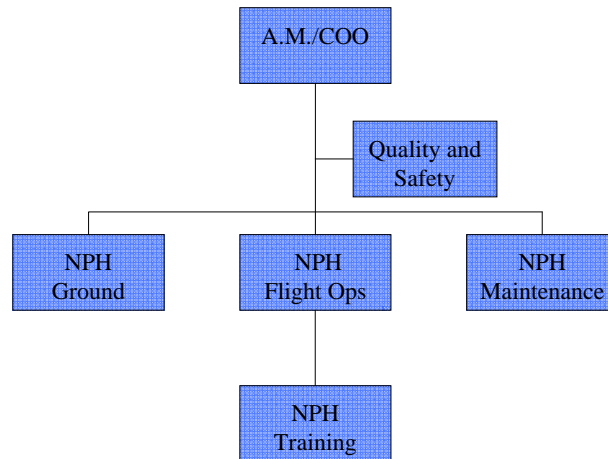 A.M./COO
Quality and
Safety
NPH
Ground
NPH
Flight Ops
NPH
Maintenance
NPH
Training